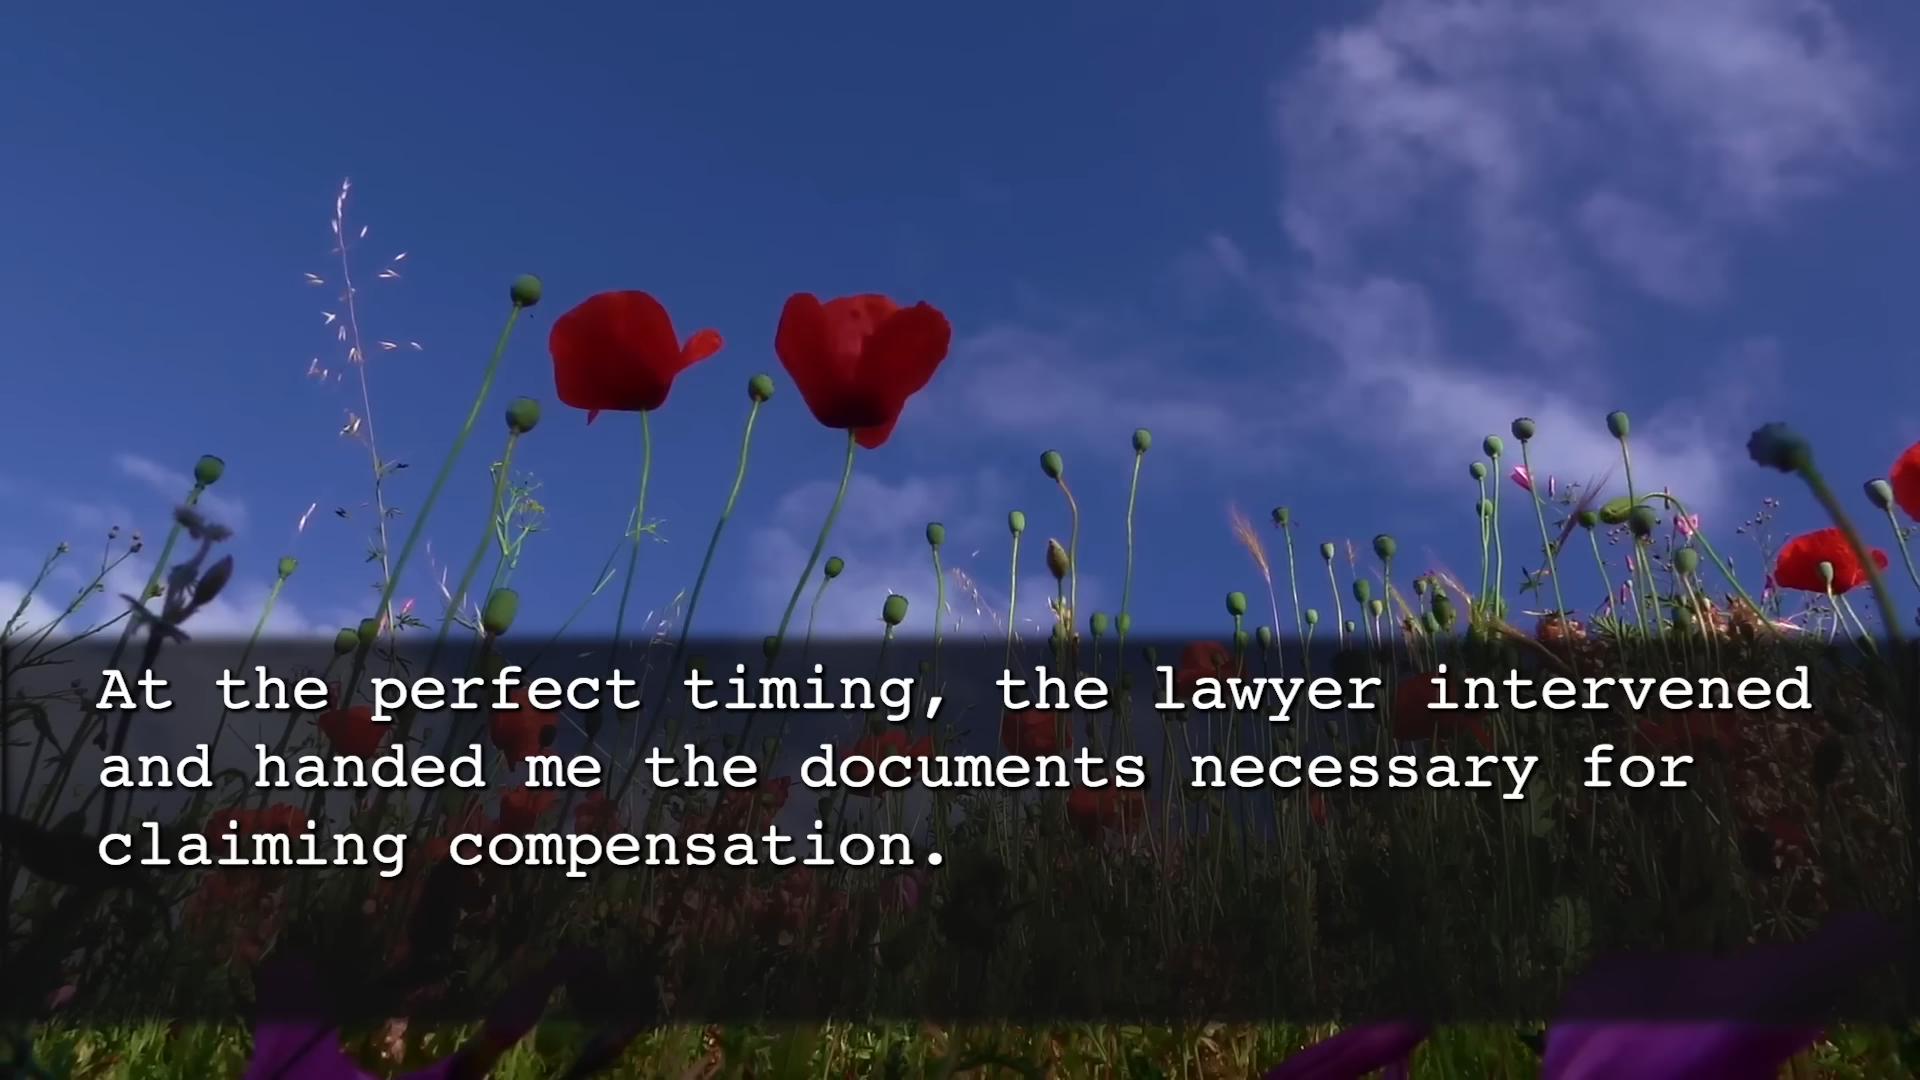 At the perfect timing, the lawyer intervened
and handed me the documents necessary for
claiming compensation.